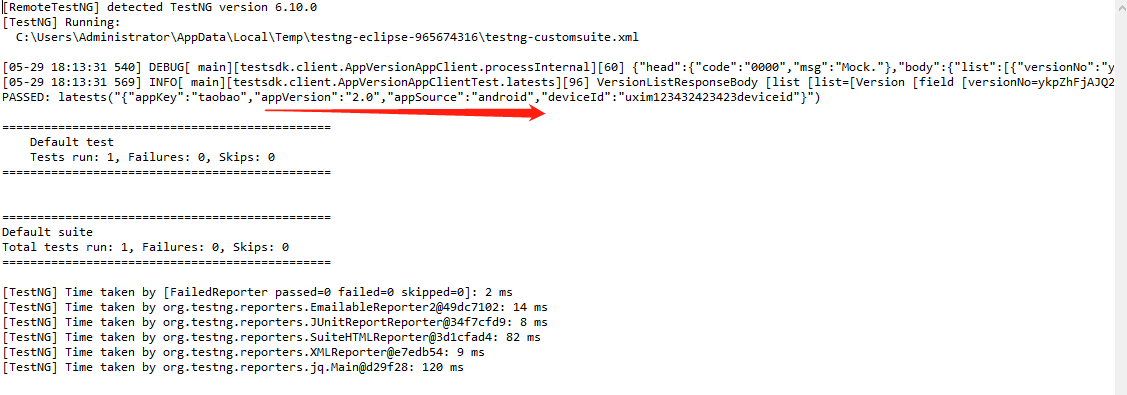 [RemoteTestNG] detected TestNG version 6.10.0
[TestNG] Running:
  C:\Users\Administrator\AppData\Local\Temp\testng-eclipse-965674316\testng-customsuite.xml
[05-29 18:13:31 540] DEBUG[ main][testsdk.client.AppVersionAppClient.processInternal][60] {"head":{"code":"0000","msg":"Mock."},"body":{"list":[{"versionNo":"y
[05-29 18:13:31 569] INFO[ main][testsdk.client.AppVersionAppClientTest.latests][96] VersionListResponseBody [list [list=[Version [field [versionNo=ykpZhFjAJQ2
PASSED: latests("{"appKey":"taobao","appVersion":"2.0","appSource":"android","deviceId":"uxim123432423423deviceid"}")
===============================================
    Default test
    Tests run: 1, Failures: 0, Skips: 0
===============================================
===============================================
Default suite
Total tests run: 1, Failures: 0, Skips: 0
===============================================
[TestNG] Time taken by [FailedReporter passed=0 failed=0 skipped=0]: 2 ms
[TestNG] Time taken by org.testng.reporters.EmailableReporter2@49dc7102: 14 ms
[TestNG] Time taken by org.testng.reporters.JUnitReportReporter@34f7cfd9: 8 ms
[TestNG] Time taken by org.testng.reporters.SuiteHTMLReporter@3d1cfad4: 82 ms
[TestNG] Time taken by org.testng.reporters.XMLReporter@e7edb54: 9 ms
[TestNG] Time taken by org.testng.reporters.jq.Main@d29f28: 120 ms